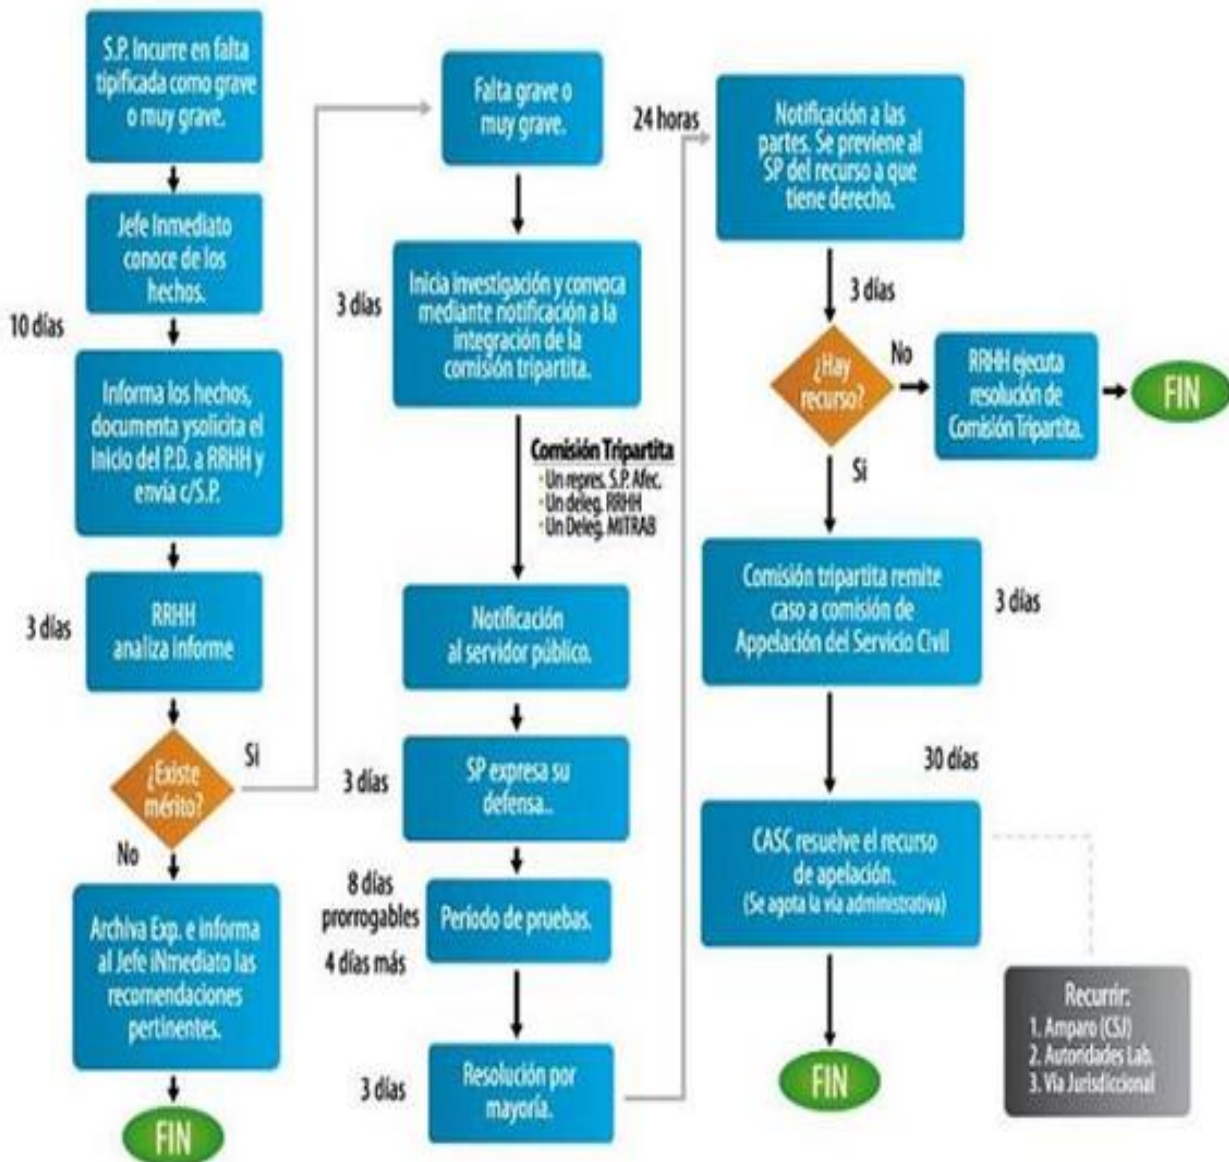 S.P. Incurre en falta
tipificada como grave
o muy grave.
Jefe Inmediato
conoce de los
hechos.
10 días
Informa los hechos,
documenta ysolicita el
inicio del P.D. a RRHH y
envía c/S.P.
3 días
RRHH
analiza informe
¿Existe
mérito?
Si
No
Archiva Exp. e informa
al Jefe iNmediato las
recomendaciones
pertinentes.
FIN
Falta grave o
muy grave.
3 días
Inicia investigación y convoca
mediante notificación a la
integración de la
comisión tripartita.
Comisión Tripartita
· Un repres. S.P. Afec.
· Un deleg. RRHH
· Un Deleg. MITRAB
Notificación
al servidor público.
3 días
SP expresa su
defensa..
8 días
prorrogables
4 días más
Periodo de pruebas.
3 días
Resolución por
mayoría.
24 horas
Notificación a las
partes. Se previene al
SP del recurso a que
tiene derecho.
3 días
¿Hay
recurso?
No
RRHH ejecuta
resolución de
Comisión Tripartita.
FIN
Si
Comisión tripartita remite
caso a comisión de
Appelación del Servicio Civil
3 días
30 días
CASC resuelve el recurso
de apelación.
(Se agota la vía administrativa)
FIN
Recurrir:
1. Amparo (CSJ)
2. Autoridades Lab.
3. Vía Jurisdiccional